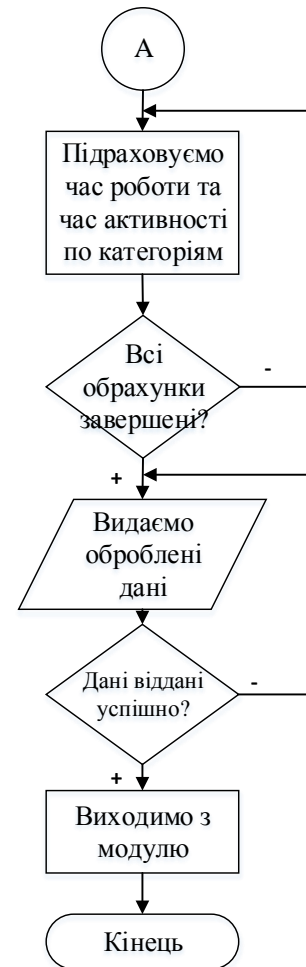 А
Підраховуємо
час роботи та
час активності
по категоріям
Всі
обрахунки
завершені?
-
+
Видаємо
оброблені
дані
Дані віддані
успішно?
-
+
Виходимо з
модулю
Кінець